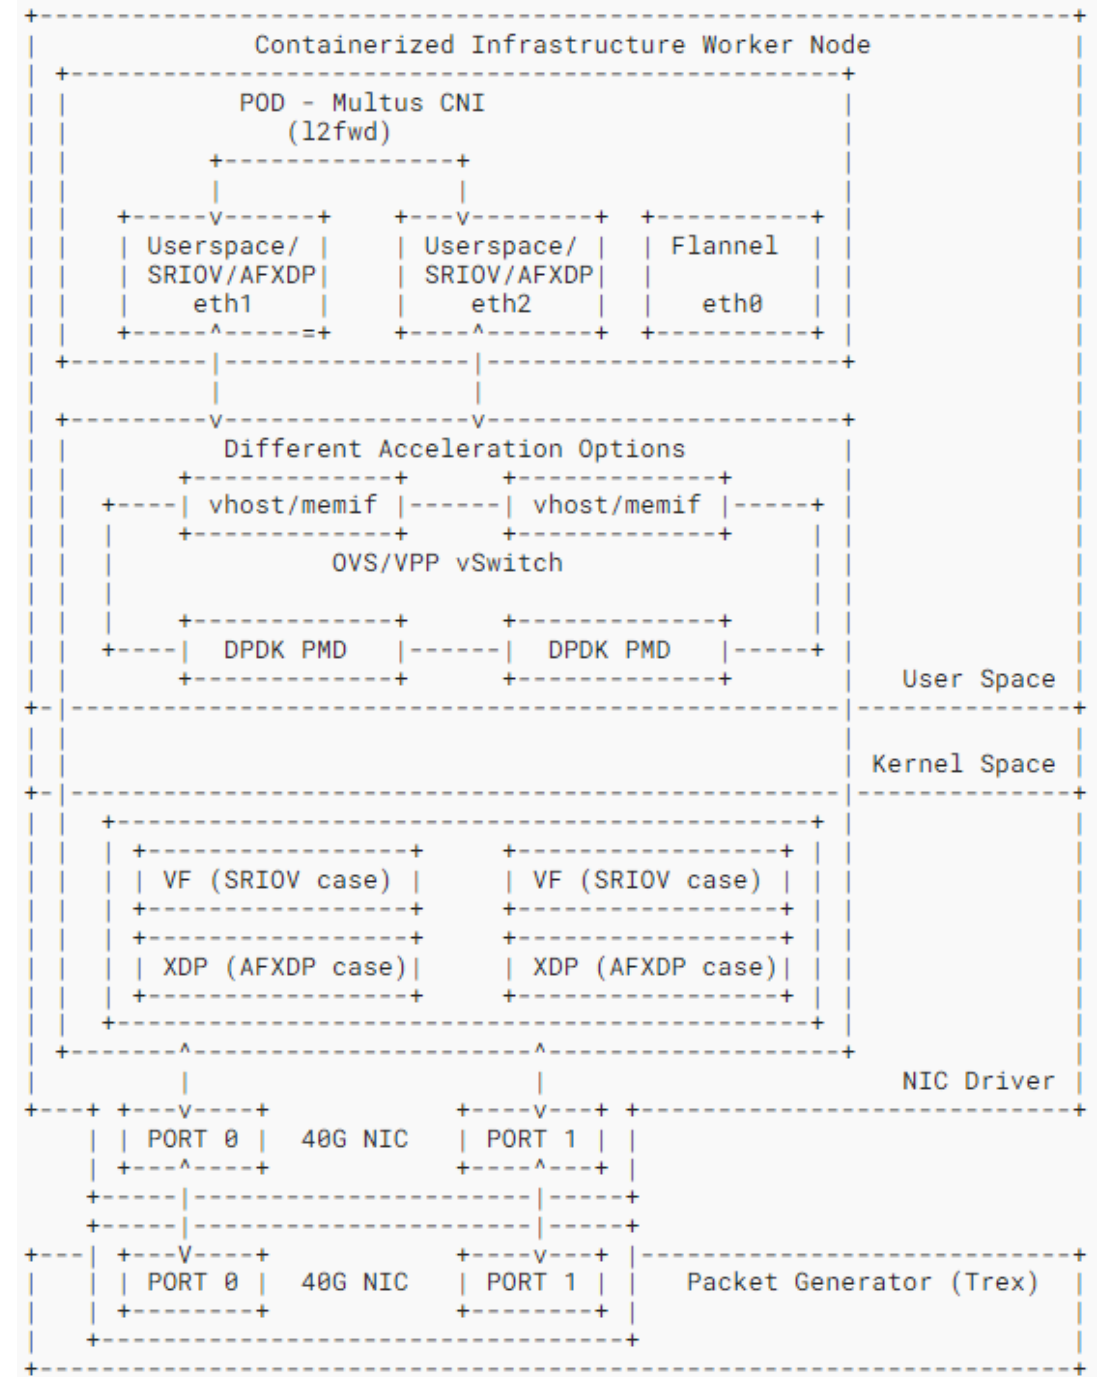 Containerized Infrastructure Worker Node
POD - Multus CNI
(l2fwd)
Userspace/ Userspace/ Flannel
SRIOV/AFXDP SRIOV/AFXDP
eth1 eth2 eth0
Different Acceleration Options
vhost/memif vhost/memif
OVS/VPP vSwitch
DPDK PMD DPDK PMD
User Space
Kernel Space
VF (SRIOV case) VF (SRIOV case)
XDP (AFXDP case) XDP (AFXDP case)
NIC Driver
PORT 0 40G NIC PORT 1
PORT 0 40G NIC PORT 1 Packet Generator (Trex)